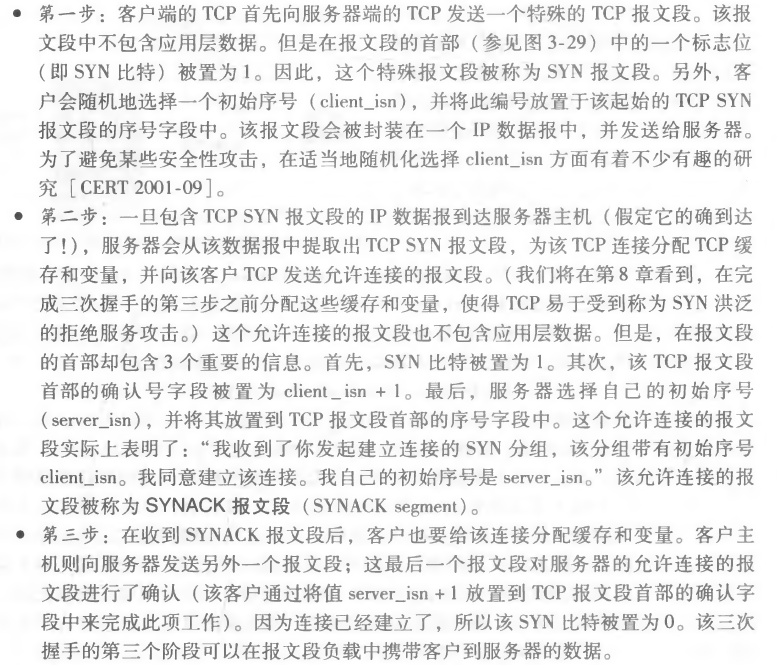 ● 第一步：客户端的 TCP 首先向服务器端的 TCP 发送一个特殊的 TCP 报文段。该报
文段中不包含应用层数据。但是在报文段的首部（参见图 3-29）中的一个标志位
（即 SYN 比特）被置为 1。因此，这个特殊报文段被称为 SYN 报文段。另外，客
户会随机地选择一个初始序号（client_isn），并将此编号放置于该起始的 TCP SYN
报文段的序号字段中。该报文段会被封装在一个 IP 数据报中，并发送给服务器。
为了避免某些安全性攻击，在适当地随机化选择 client_isn 方面有着不少有趣的研
究［CERT 2001-09］。
● 第二步：一旦包含 TCP SYN 报文段的 IP 数据报到达服务器主机（假定它的确到达
了！），服务器会从该数据报中提取出 TCP SYN 报文段，为该 TCP 连接分配 TCP 缓
存和变量，并向该客户 TCP 发送允许连接的报文段。（我们将在第 8 章看到，在完
成三次握手的第三步之前分配这些缓存和变量，使得 TCP 易于受到称为 SYN 洪泛
的拒绝服务攻击。）这个允许连接的报文段也不包含应用层数据。但是，在报文段
的首部却包含 3 个重要的信息。首先，SYN 比特被置为 1。其次，该 TCP 报文段
首部的确认号字段被置为 client_isn + 1。最后，服务器选择自己的初始序号
（server_isn），并将其放置到 TCP 报文段首部的序号字段中。这个允许连接的报文
段实际上表明了：“我收到了你发起建立连接的 SYN 分组，该分组带有初始序号
client_isn。我同意建立该连接。我自己的初始序号是 server_isn。”该允许连接的报
文段被称为 SYNACK 报文段（SYNACK segment）。
● 第三步：在收到 SYNACK 报文段后，客户也要给该连接分配缓存和变量。客户主
机则向服务器发送另外一个报文段；这最后一个报文段对服务器的允许连接的报
文段进行了确认（该客户通过将值 server_isn + 1 放置到 TCP 报文段首部的确认字
段中来完成此项工作）。因为连接已经建立了，所以该 SYN 比特被置为 0。该三次
握手的第三个阶段可以在报文段负载中携带客户到服务器的数据。